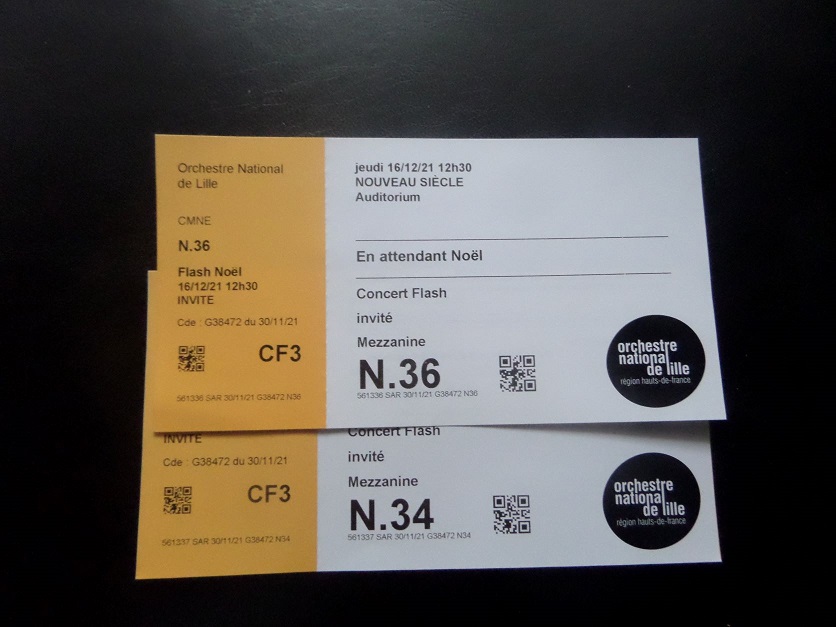 Orchestre National
de Lille
CMNE
N.36
Flash Noël
16/12/21 12h30
INVITE
Cde : G38472 du 30/11/21
CF3
561336 SAR 30/11/21 G38472 N36
jeudi 16/12/21 12h30
NOUVEAU SIÈCLE
Auditorium
En attendant Noël
Concert Flash
invité
Mezzanine
N.36
561336 SAR 30/11/21 G38472 N36
orchestre
national
de lille
région hauts-de-france
INVITE
Cde : G38472 du 30/11/21
CF3
561337 SAR 30/11/21 G38472 N34
Concert Flash
invité
Mezzanine
N.34
561337 SAR 30/11/21 G38472 N34
orchestre
national
de lille
région hauts-de-france